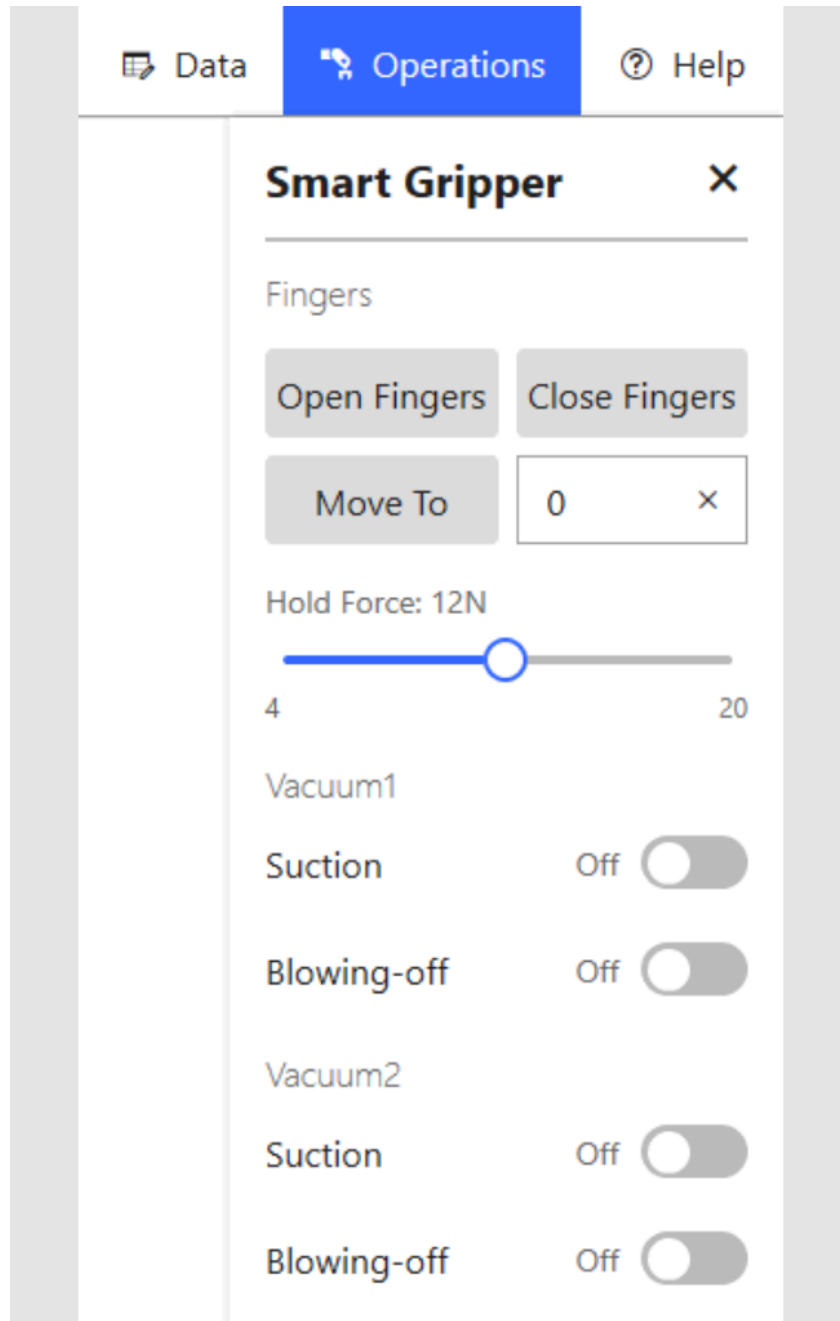 Data Operations Help
Smart Gripper
Fingers
Open Fingers Close Fingers
Move To 0
Hold Force: 12N
4 20
Vacuum1
Suction Off
Blowing-off Off
Vacuum2
Suction Off
Blowing-off Off